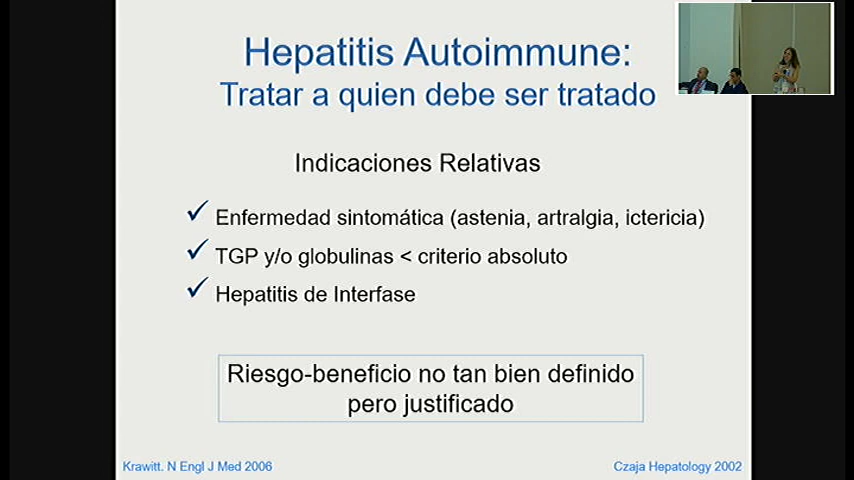 Hepatitis Autoimmune:
Tratar a quien debe ser tratado
Indicaciones Relativas
Enfermedad sintomática (astenia, artralgia, ictericia)
TGP y/o globulinas < criterio absoluto
Hepatitis de Interfase
Riesgo-beneficio no tan bien definido
pero justificado
Krawitt. N Engl J Med 2006
Czaja Hepatology 2002